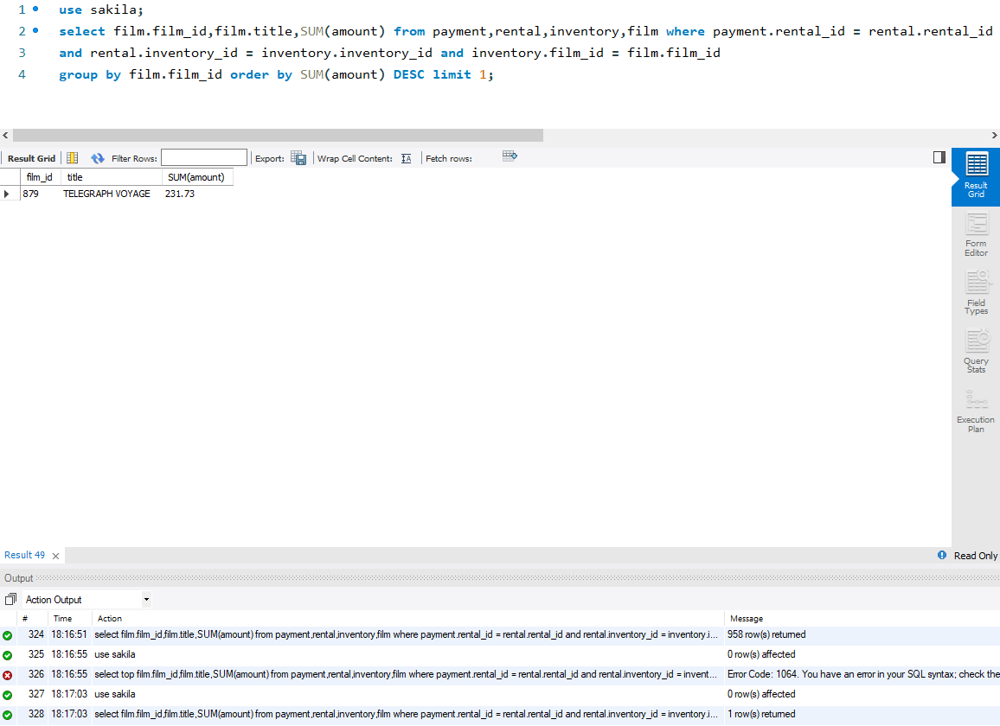 1 use sakila;
2 select film.film_id,film.title,SUM(amount) from payment,rental,inventory,film where payment.rental_id = rental.rental_id
3 and rental.inventory_id = inventory.inventory_id and inventory.film_id = film.film_id
4 group by film.film_id order by SUM(amount) DESC limit 1;
Result Grid Filter Rows: Export: Wrap Cell Content: IA Fetch rows:
film_id title SUM(amount)
879 TELEGRAPH VOYAGE 231.73
Result
Grid
Form
Editor
Field
Types
Query
Stats
Execution
Plan
Result 49 Read Only
Output
Action Output
# Time Action Message
324 18:16:51 select film.film_id,film.title,SUM(amount) from payment,rental,inventory,film where payment.rental_id = rental.rental_id and rental.inventory_id = inventory.i... 958 row(s) returned
325 18:16:55 use sakila 0 row(s) affected
326 18:16:55 select top film.film_id,film.title,SUM(amount) from payment,rental,inventory,film where payment.rental_id = rental.rental_id and rental.inventory_id = invent... Error Code: 1064. You have an error in your SQL syntax; check the
327 18:17:03 use sakila 0 row(s) affected
328 18:17:03 select film.film_id,film.title,SUM(amount) from payment,rental,inventory,film where payment.rental_id = rental.rental_id and rental.inventory_id = inventory.i... 1 row(s) returned